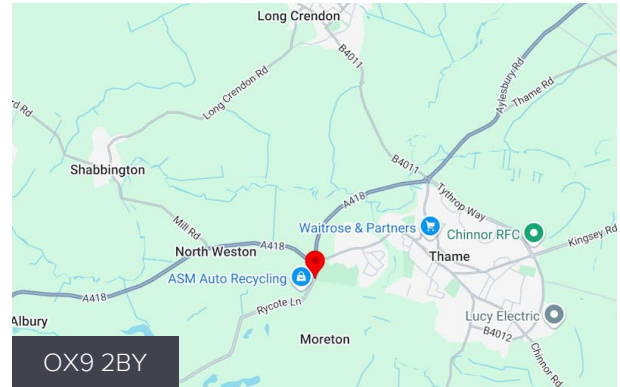 Long Crendon
B4011
Long Crendon Rd
Aylesbury Rd
Thame Rd
rd Rd
Shabbington
B4011
Tythrop Way
A418
Mill Rd
Waitrose & Partners
Chinnor RFC
Kingsey Rd
North Weston
A418
Thame
ASM Auto Recycling
A418
Rycote Ln
Lucy Electric
Albury
Moreton
B4012
Chinnor Rd
OX9 2BY